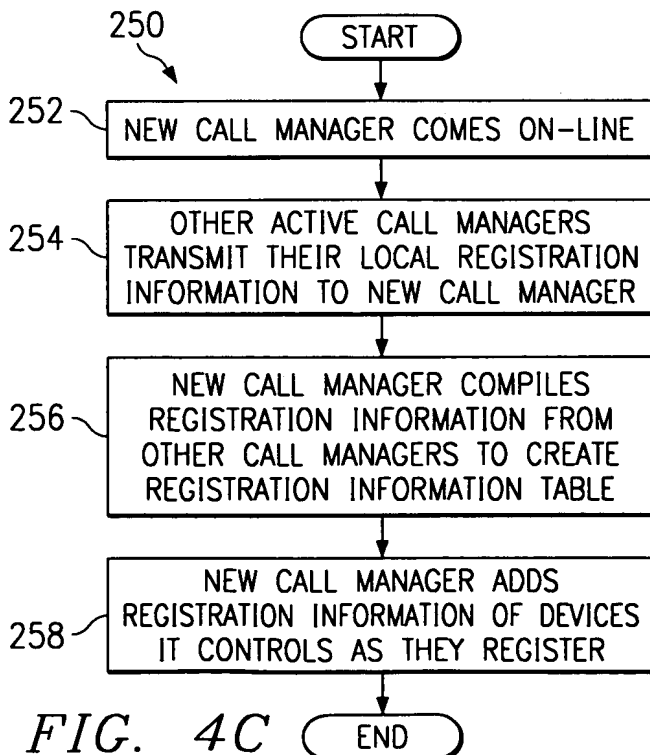 250
START
252
NEW CALL MANAGER COMES ON-LINE
254
OTHER ACTIVE CALL MANAGERS
TRANSMIT THEIR LOCAL REGISTRATION
INFORMATION TO NEW CALL MANAGER
256
NEW CALL MANAGER COMPILES
REGISTRATION INFORMATION FROM
OTHER CALL MANAGERS TO CREATE
REGISTRATION INFORMATION TABLE
258
NEW CALL MANAGER ADDS
REGISTRATION INFORMATION OF DEVICES
IT CONTROLS AS THEY REGISTER
FIG. 4C
END